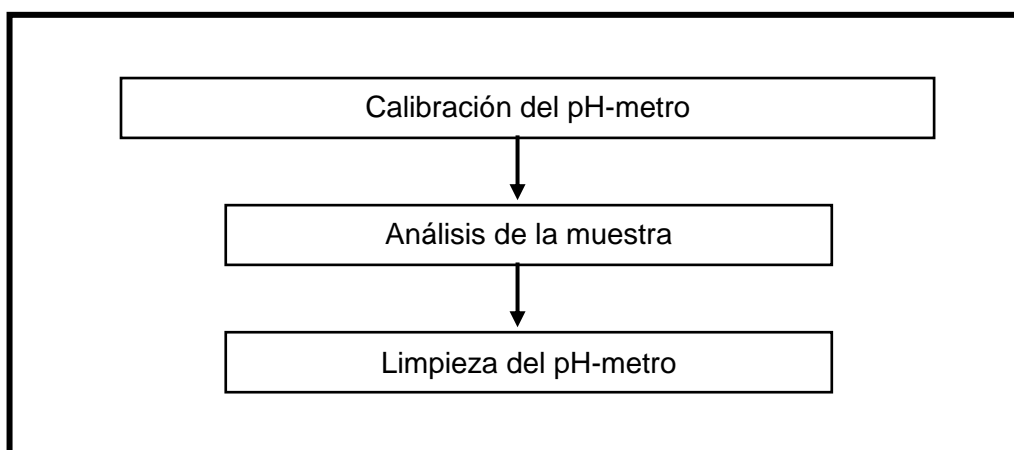 Calibración del pH-metro
Análisis de la muestra
Limpieza del pH-metro